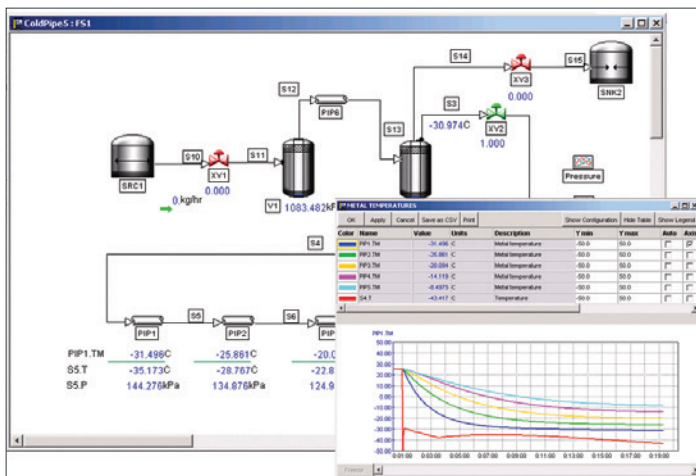 ColdPipe5 : FS1
S14
XV3
S15
0.000
SNK2
S12
PIP6
S3
S13
-30.974C
XV2
1.000
S10
XV1
S11
SRC1
0.kg/hr
0.000
V1
1083.482kP
Pressure
S4
METAL TEMPERATURES
OK Apply Cancel Save as CSV Print Show Configuration Hide Table Show Legend
Color Name Value Units Description Y min Y max Auto Axis
PIP1.TM -31.496 C Metal temperature -50.0 50.0
PIP2.TM -25.861 C Metal temperature -50.0 50.0
PIP3.TM C Metal temperature -50.0 50.0
PIP4.TM C Metal temperature -50.0 50.0
PIP5.TM C Metal temperature -50.0 50.0
S4.T -43.417 C Temperature -50.0 50.0
S5 S6
PIP1 PIP2 PIP
PIP1.TM -31.496C -25.861C -20.0
S5.T -35.173C -28.767C -22.8
S5.P 144.276kPa 134.876kPa 124.9
PIP1.TM
50.00
40.00
30.00
20.00
10.00
0.00
-10.00
-20.00
-30.00
-40.00
-50.00
0:01:00 0:03:00 0:05:00 0:07:00 0:09:00 0:11:00 0:13:00 0:15:00 0:17:00 0:19:00
Freeze